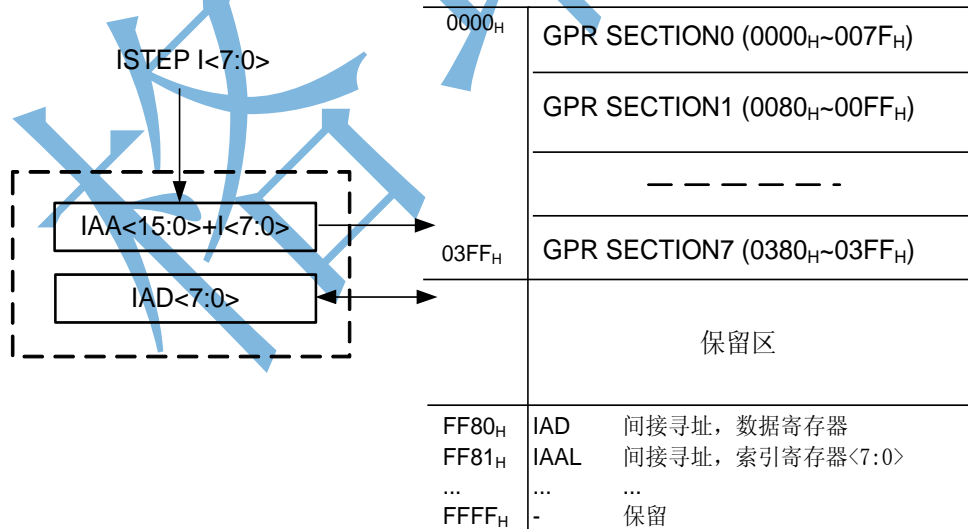 ISTEP I<7:0>
IAA<15:0>+I<7:0>
IAD<7:0>
0000H
GPR SECTION0 (0000H~007FH)
GPR SECTION1 (0080H~00FFH)
03FFH
GPR SECTION7 (0380H~03FFH)
保留区
FF80H IAD 间接寻址，数据寄存器
FF81H IAAL 间接寻址，索引寄存器<7:0>
... ... ...
FFFFH - 保留